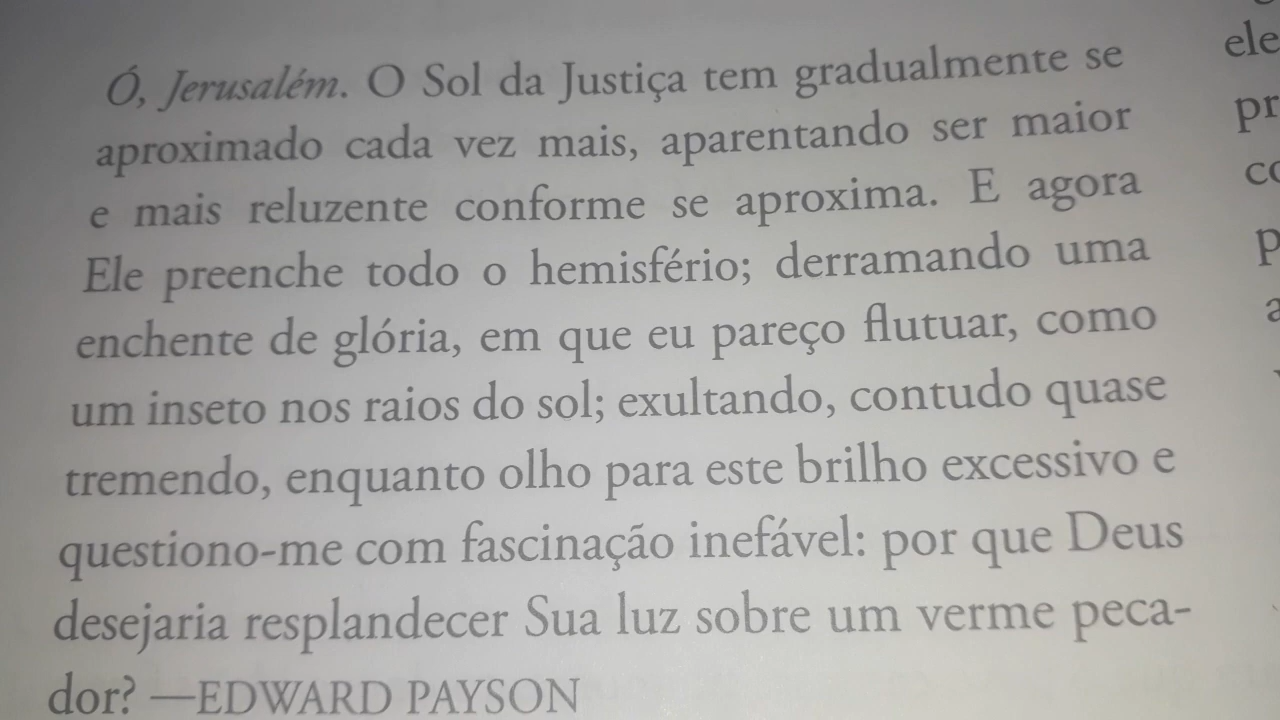 Ó, Jerusalém. O Sol da Justiça tem gradualmente se
aproximado cada vez mais, aparentando ser maior
e mais reluzente conforme se aproxima. E agora
Ele preenche todo o hemisfério; derramando uma
enchente de glória, em que eu pareço flutuar, como
um inseto nos raios do sol; exultando, contudo quase
tremendo, enquanto olho para este brilho excessivo e
questiono-me com fascinação inefável: por que Deus
desejaria resplandecer Sua luz sobre um verme peca-
dor? —EDWARD PAYSON
ele